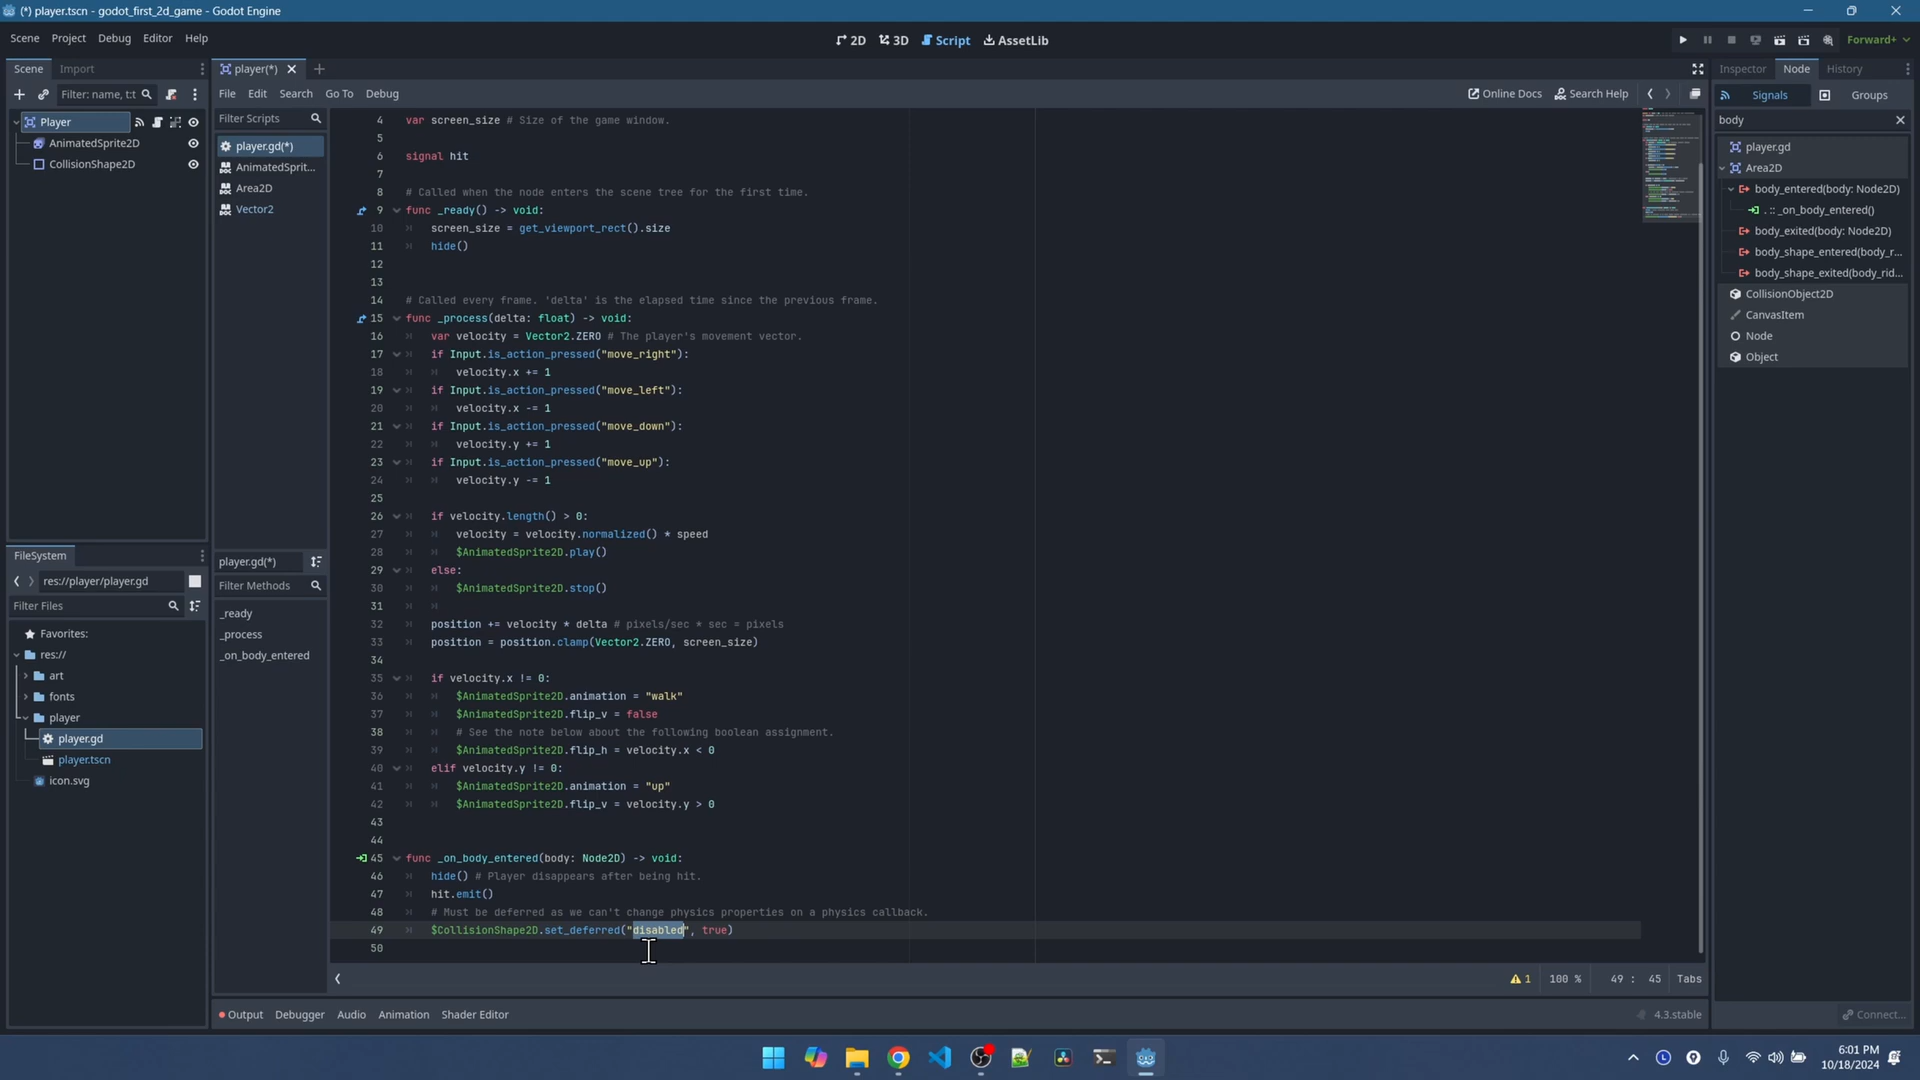 (*) player.tscn - godot_first_2d_game - Godot Engine
Scene Project Debug Editor Help
2D 3D Script AssetLib
Forward+
Scene Import
Filter: name, t:t
Player
AnimatedSprite2D
CollisionShape2D
player(*)
File Edit Search Go To Debug
Online Docs Search Help
Filter Scripts
player.gd(*)
AnimatedSprit...
Area2D
Vector2
player.gd(*)
Filter Methods
_ready
_process
_on_body_entered
FileSystem
res://player/player.gd
Filter Files
Favorites:
res://
art
fonts
player
player.gd
player.tscn
icon.svg
4 var screen_size # Size of the game window.
5
6 signal hit
7
8 # Called when the node enters the scene tree for the first time.
9 func _ready() -> void:
10 screen_size = get_viewport_rect().size
11 hide()
12
13
14 # Called every frame. 'delta' is the elapsed time since the previous frame.
15 func _process(delta: float) -> void:
16 var velocity = Vector2.ZERO # The player's movement vector.
17 if Input.is_action_pressed("move_right"):
18 velocity.x += 1
19 if Input.is_action_pressed("move_left"):
20 velocity.x -= 1
21 if Input.is_action_pressed("move_down"):
22 velocity.y += 1
23 if Input.is_action_pressed("move_up"):
24 velocity.y -= 1
25
26 if velocity.length() > 0:
27 velocity = velocity.normalized() * speed
28 $AnimatedSprite2D.play()
29 else:
30 $AnimatedSprite2D.stop()
31
32 position += velocity * delta # pixels/sec * sec = pixels
33 position = position.clamp(Vector2.ZERO, screen_size)
34
35 if velocity.x != 0:
36 $AnimatedSprite2D.animation = "walk"
37 $AnimatedSprite2D.flip_v = false
38 # See the note below about the following boolean assignment.
39 $AnimatedSprite2D.flip_h = velocity.x < 0
40 elif velocity.y != 0:
41 $AnimatedSprite2D.animation = "up"
42 $AnimatedSprite2D.flip_v = velocity.y > 0
43
44
45 func _on_body_entered(body: Node2D) -> void:
46 hide() # Player disappears after being hit.
47 hit.emit()
48 # Must be deferred as we can't change physics properties on a physics callback.
49 $CollisionShape2D.set_deferred("disabled", true)
50
1 100 % 49 : 45 Tabs
Output Debugger Audio Animation Shader Editor
4.3.stable
Inspector Node History
Signals Groups
body
player.gd
Area2D
body_entered(body: Node2D)
. :: _on_body_entered()
body_exited(body: Node2D)
body_shape_entered(body_r...
body_shape_exited(body_rid...
CollisionObject2D
CanvasItem
Node
Object
Connect...
6:01 PM
10/18/2024